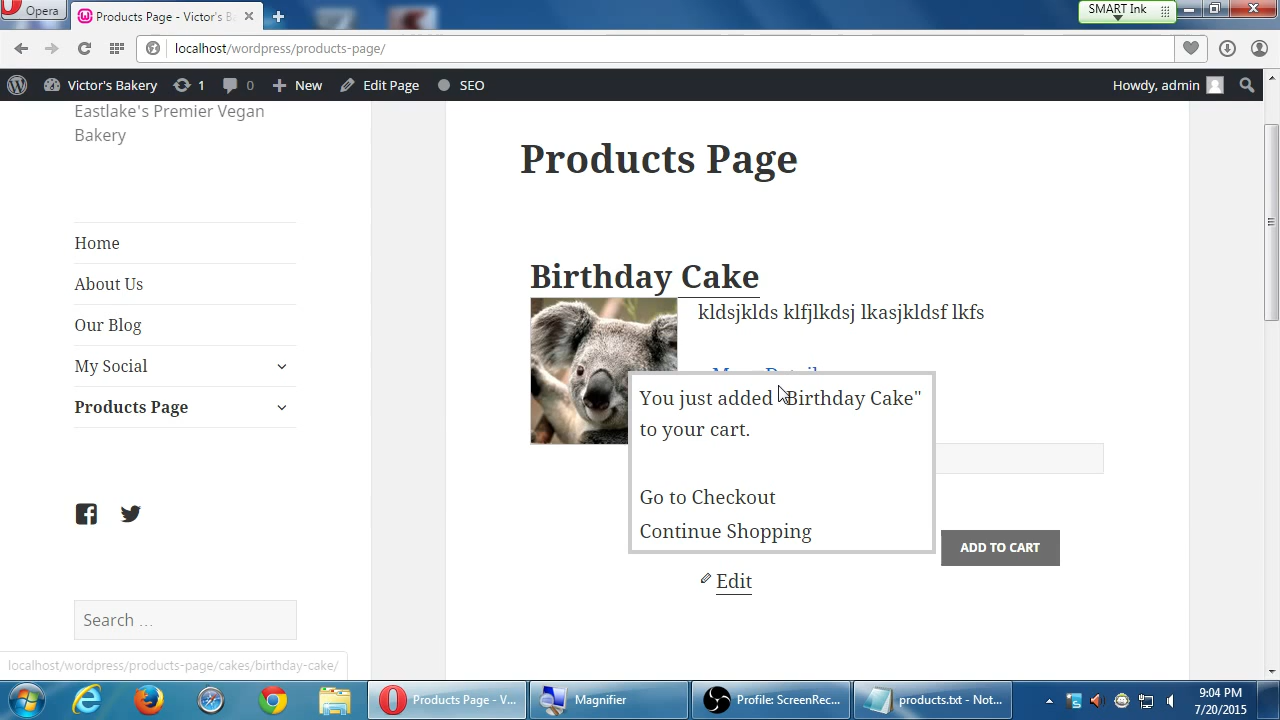 Opera
Products Page - Victor's B
SMART Ink
localhost/wordpress/products-page/
Victor's Bakery
1
0
New
Edit Page
SEO
Howdy, admin
Eastlake's Premier Vegan
Bakery
Home
About Us
Our Blog
My Social
Products Page
Search …
Products Page
Birthday Cake
kldsjklds klfjlkdsj lkasjkldsf lkfs
You just added "Birthday Cake"
to your cart.
Go to Checkout
Continue Shopping
ADD TO CART
Edit
localhost/wordpress/products-page/cakes/birthday-cake/
Products Page - V...
Magnifier
Profile: ScreenRec...
products.txt - Not...
9:04 PM
7/20/2015